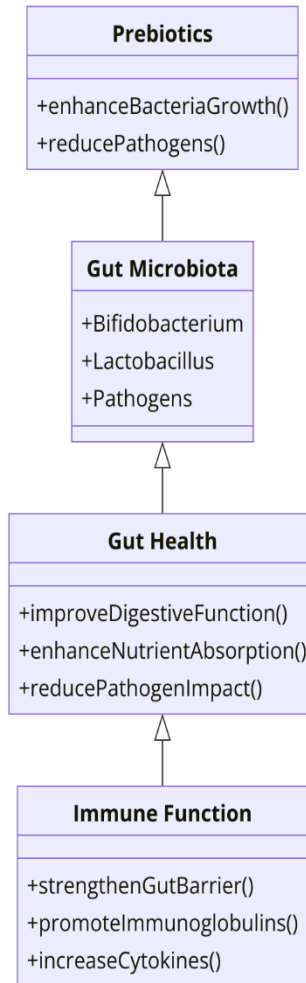 Prebiotics
+enhanceBacteriaGrowth()
+reducePathogens()
Gut Microbiota
+Bifidobacterium
+Lactobacillus
+Pathogens
Gut Health
+improveDigestiveFunction()
+enhanceNutrientAbsorption()
+reducePathogenImpact()
Immune Function
+strengthenGutBarrier()
+promoteImmunoglobulins()
+increaseCytokines()